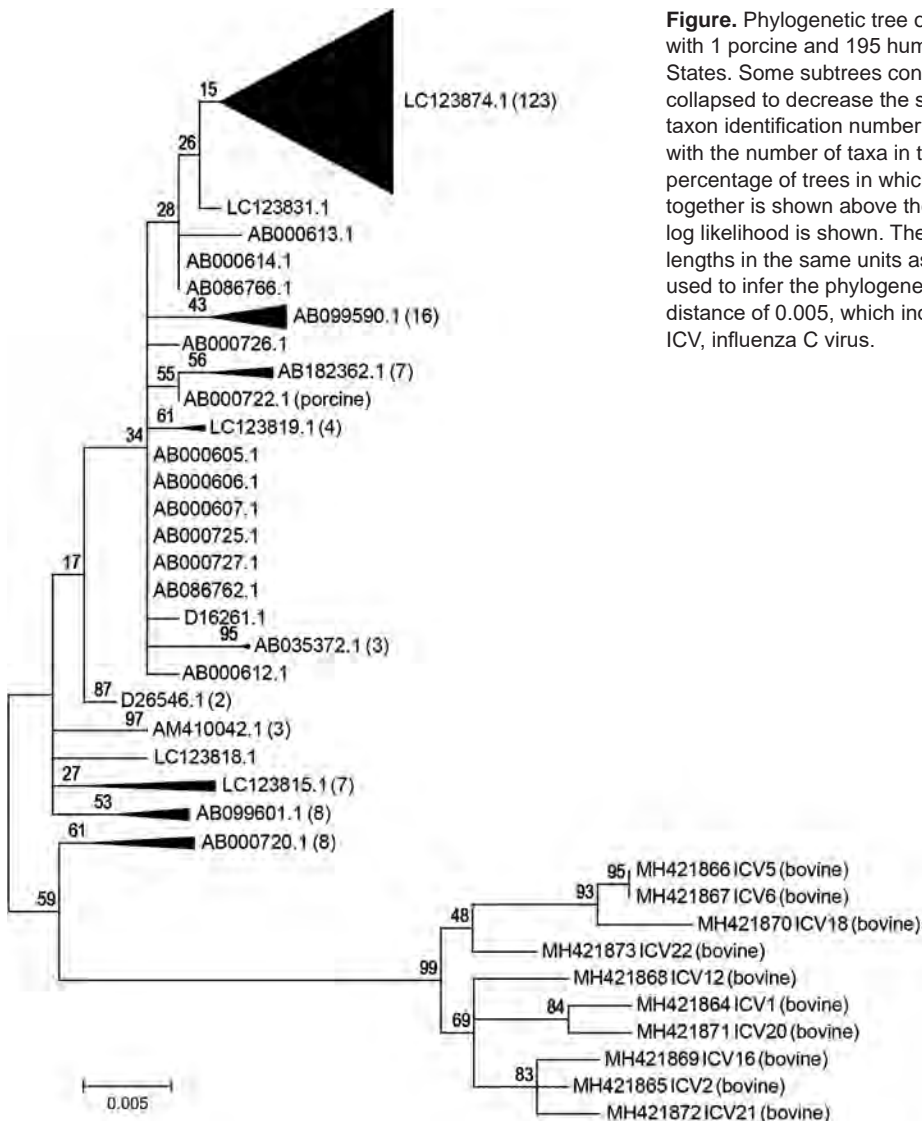 Figure. Phylogenetic tree o
with 1 porcine and 195 hum
States. Some subtrees con
collapsed to decrease the s
taxon identification number
with the number of taxa in t
percentage of trees in which
together is shown above the
log likelihood is shown. The
lengths in the same units as
used to infer the phylogene
distance of 0.005, which inc
ICV, influenza C virus.
15
LC123874.1 (123)
26
LC123831.1
28
AB000613.1
AB000614.1
AB086766.1
43
AB099590.1 (16)
AB000726.1
56
AB182362.1 (7)
55
AB000722.1 (porcine)
61
LC123819.1 (4)
34
AB000605.1
AB000606.1
AB000607.1
AB000725.1
AB000727.1
AB086762.1
D16261.1
95
AB035372.1 (3)
AB000612.1
17
87
D26546.1 (2)
97
AM410042.1 (3)
LC123818.1
27
LC123815.1 (7)
53
AB099601.1 (8)
61
AB000720.1 (8)
59
95
MH421866 ICV5 (bovine)
MH421867 ICV6 (bovine)
93
MH421870 ICV18 (bovine)
48
MH421873 ICV22 (bovine)
99
MH421868 ICV12 (bovine)
84
MH421864 ICV1 (bovine)
69
MH421871 ICV20 (bovine)
MH421869 ICV16 (bovine)
83
MH421865 ICV2 (bovine)
MH421872 ICV21 (bovine)
0.005